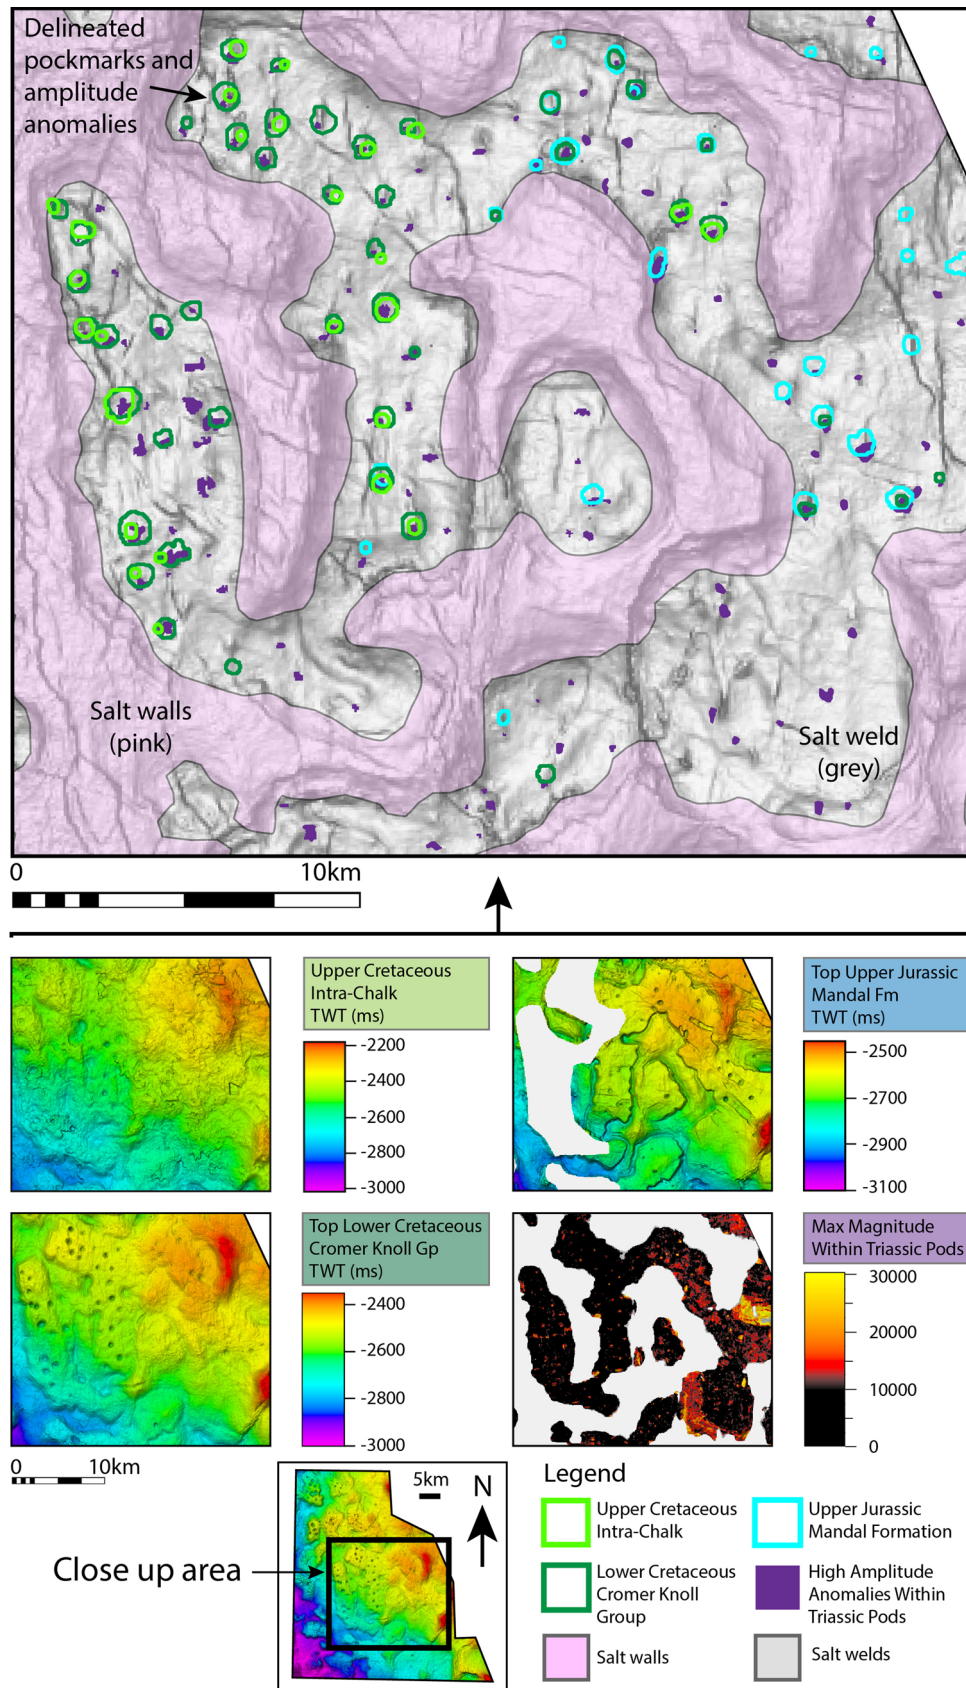 Delineated
pockmarks and
amplitude
anomalies
Salt walls
(pink)
Salt weld
(grey)
0 10km
Upper Cretaceous
Intra-Chalk
TWT (ms)
-2200
-2400
-2600
-2800
-3000
Top Upper Jurassic
Mandal Fm
TWT (ms)
-2500
-2700
-2900
-3100
Top Lower Cretaceous
Cromer Knoll Gp
TWT (ms)
-2400
-2600
-2800
-3000
Max Magnitude
Within Triassic Pods
30000
20000
10000
0
0 10km
5km N
Close up area
Legend
Upper Cretaceous
Intra-Chalk
Upper Jurassic
Mandal Formation
Lower Cretaceous
Cromer Knoll
Group
High Amplitude
Anomalies Within
Triassic Pods
Salt walls
Salt welds